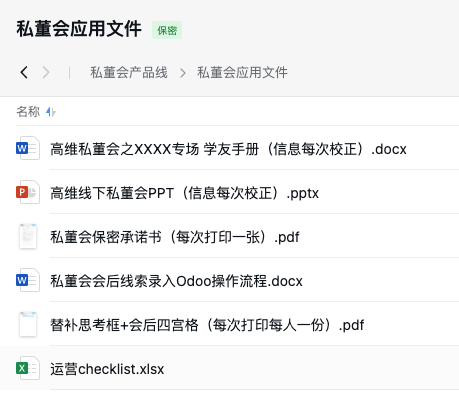 私董会应用文件 保密
私董会产品线 > 私董会应用文件
名称
高维私董会之XXXX专场 学友手册（信息每次校正）.docx
高维线下私董会PPT（信息每次校正）.pptx
私董会保密承诺书（每次打印一张）.pdf
私董会会后线索录入Odoo操作流程.docx
替补思考框+会后四宫格（每次打印每人一份）.pdf
运营checklist.xlsx